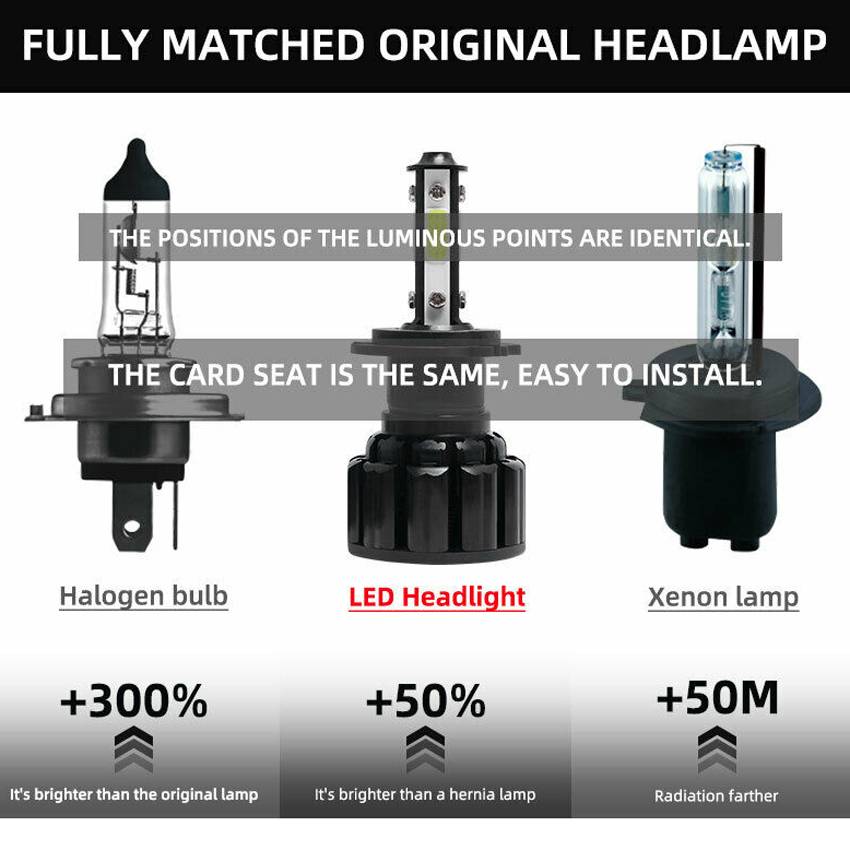 FULLY MATCHED ORIGINAL HEADLAMP
THE POSITIONS OF THE LUMINOUS POINTS ARE IDENTICAL.
THE CARD SEAT IS THE SAME, EASY TO INSTALL.
Halogen bulb
LED Headlight
Xenon lamp
+300%
+50%
+50M
It's brighter than the original lamp
It's brighter than a hernia lamp
Radiation farther